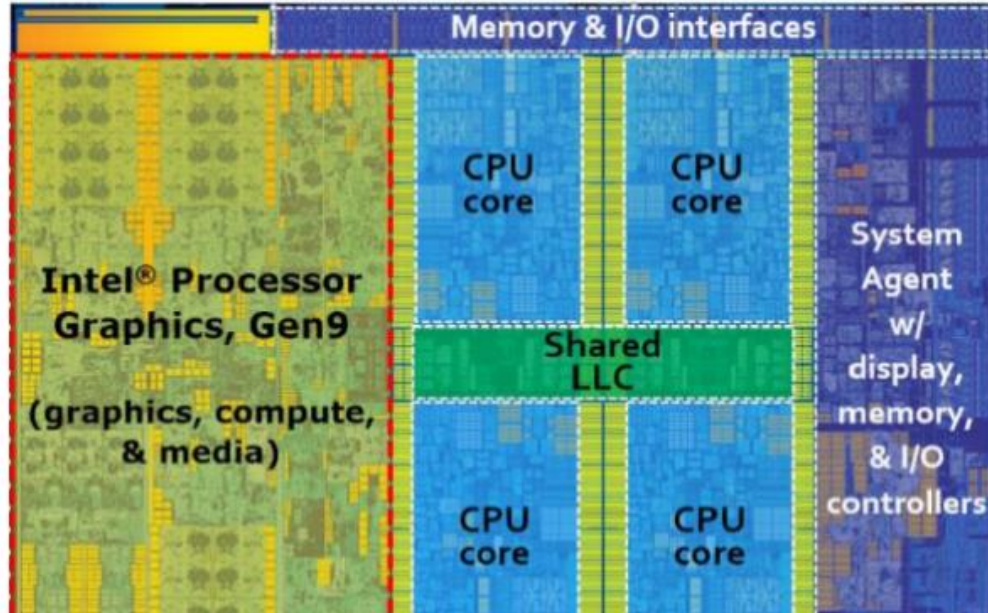 Memory & I/O interfaces
CPU
core
CPU
core
Intel® Processor
Graphics, Gen9
(graphics, compute,
& media)
Shared
LLC
System
Agent
w/
display,
memory,
& I/O
controllers
CPU
core
CPU
core